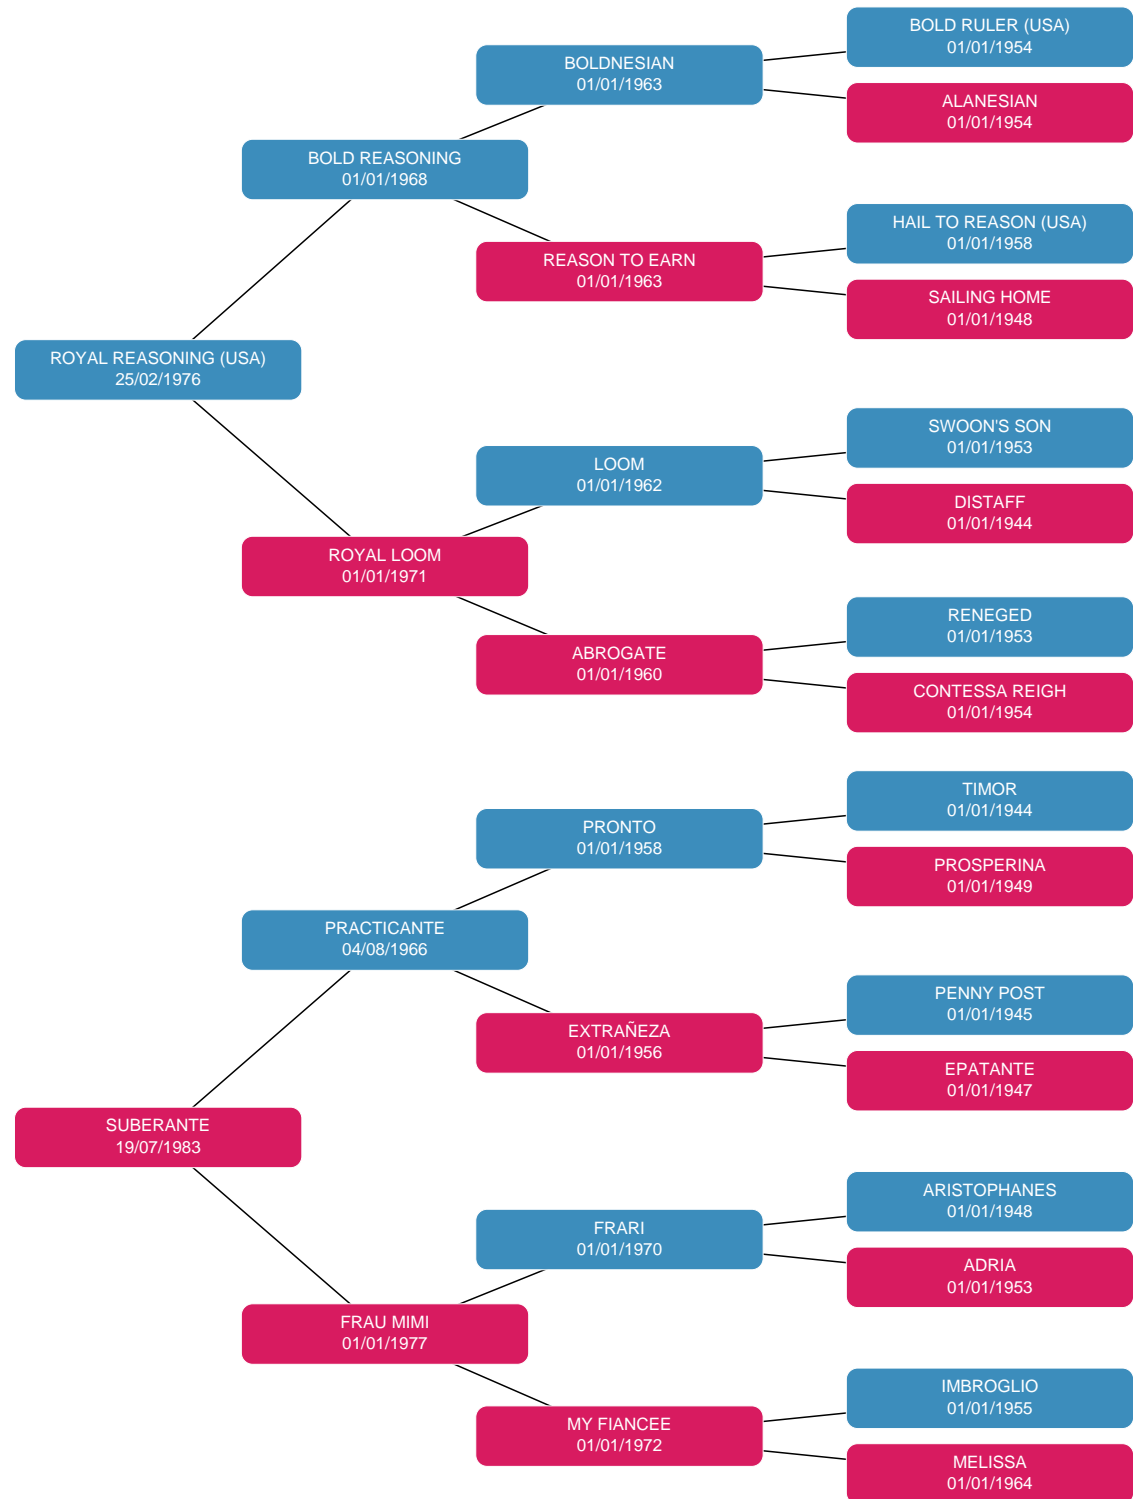 BOLD RULER (USA)
01/01/1954
BOLDNESIAN
01/01/1963
ALANESIAN
01/01/1954
BOLD REASONING
01/01/1968
HAIL TO REASON (USA)
01/01/1958
REASON TO EARN
01/01/1963
SAILING HOME
01/01/1948
ROYAL REASONING (USA)
25/02/1976
SWOON'S SON
01/01/1953
LOOM
01/01/1962
DISTAFF
01/01/1944
ROYAL LOOM
01/01/1971
RENEGED
01/01/1953
ABROGATE
01/01/1960
CONTESSA REIGH
01/01/1954
TIMOR
01/01/1944
PRONTO
01/01/1958
PROSPERINA
01/01/1949
PRACTICANTE
04/08/1966
PENNY POST
01/01/1945
EXTRAÑEZA
01/01/1956
EPATANTE
01/01/1947
SUBERANTE
19/07/1983
ARISTOPHANES
01/01/1948
FRARI
01/01/1970
ADRIA
01/01/1953
FRAU MIMI
01/01/1977
IMBROGLIO
01/01/1955
MY FIANCEE
01/01/1972
MELISSA
01/01/1964